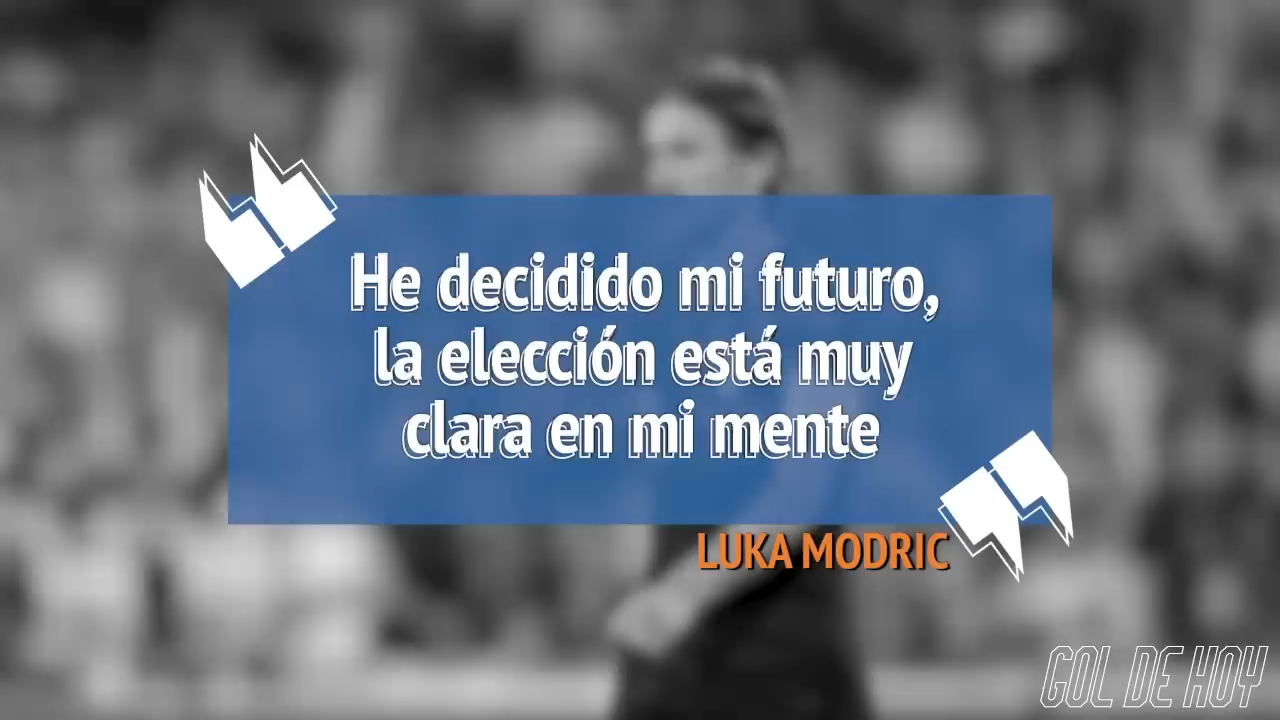 He decidido mi futuro,
la elección está muy
clara en mi mente
LUKA MODRIC
GOL DE HOY